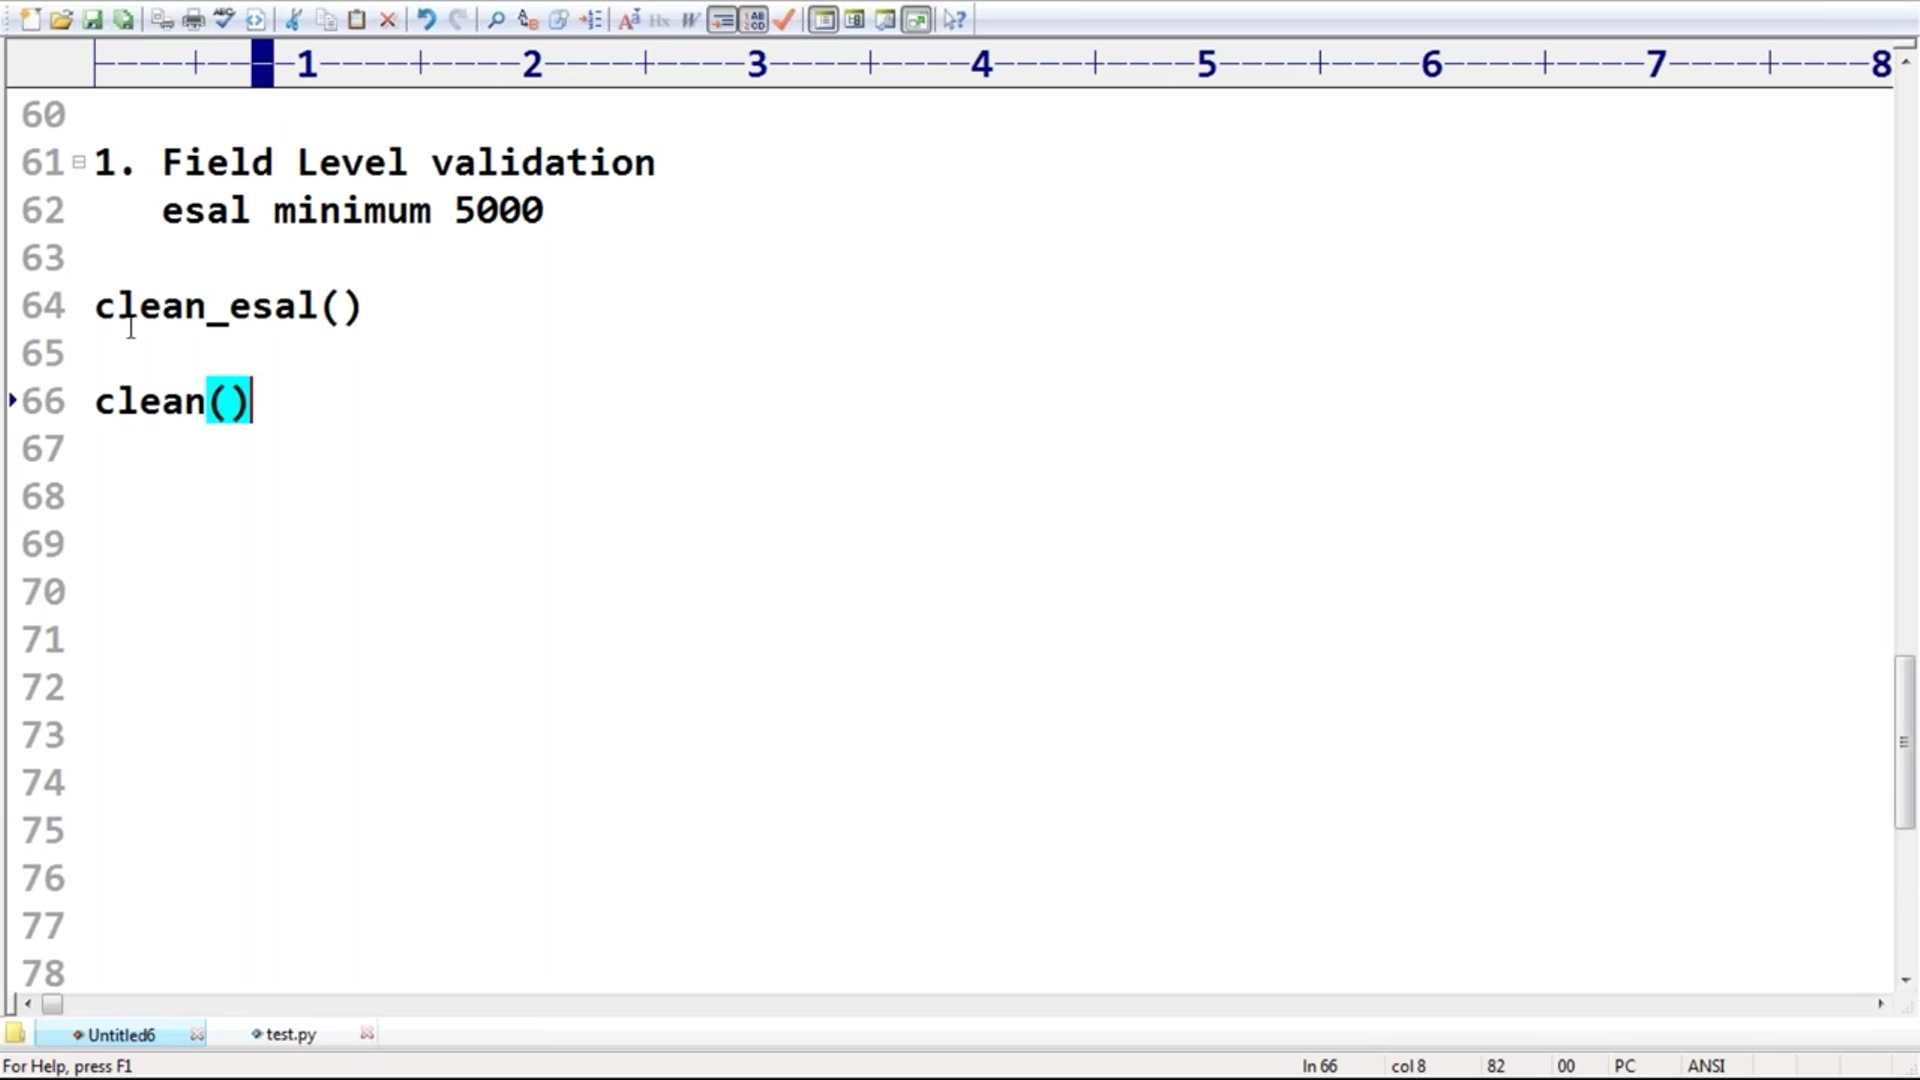 1 2 3 4 5 6 7 8
60
61 1. Field Level validation
62 esal minimum 5000
63
64 clean_esal()
65
66 clean()
67
68
69
70
71
72
73
74
75
76
77
78
Untitled6 test.py
For Help, press F1 ln 66 col 8 82 00 PC ANSI